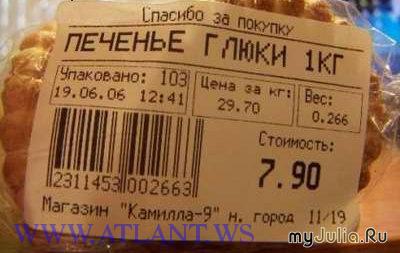 Спасибо за покупку
ПЕЧЕНЬЕ ГЛЮКИ 1КГ
Упаковано: 103
19.06.06 12:41
Цена за кг:
29.70
Вес:
0.266
Стоимость:
7.90
2311453 002663
Магазин "Камилла-9" н. город 11/19
WWW.ATLANT.WS
myJulia.Ru